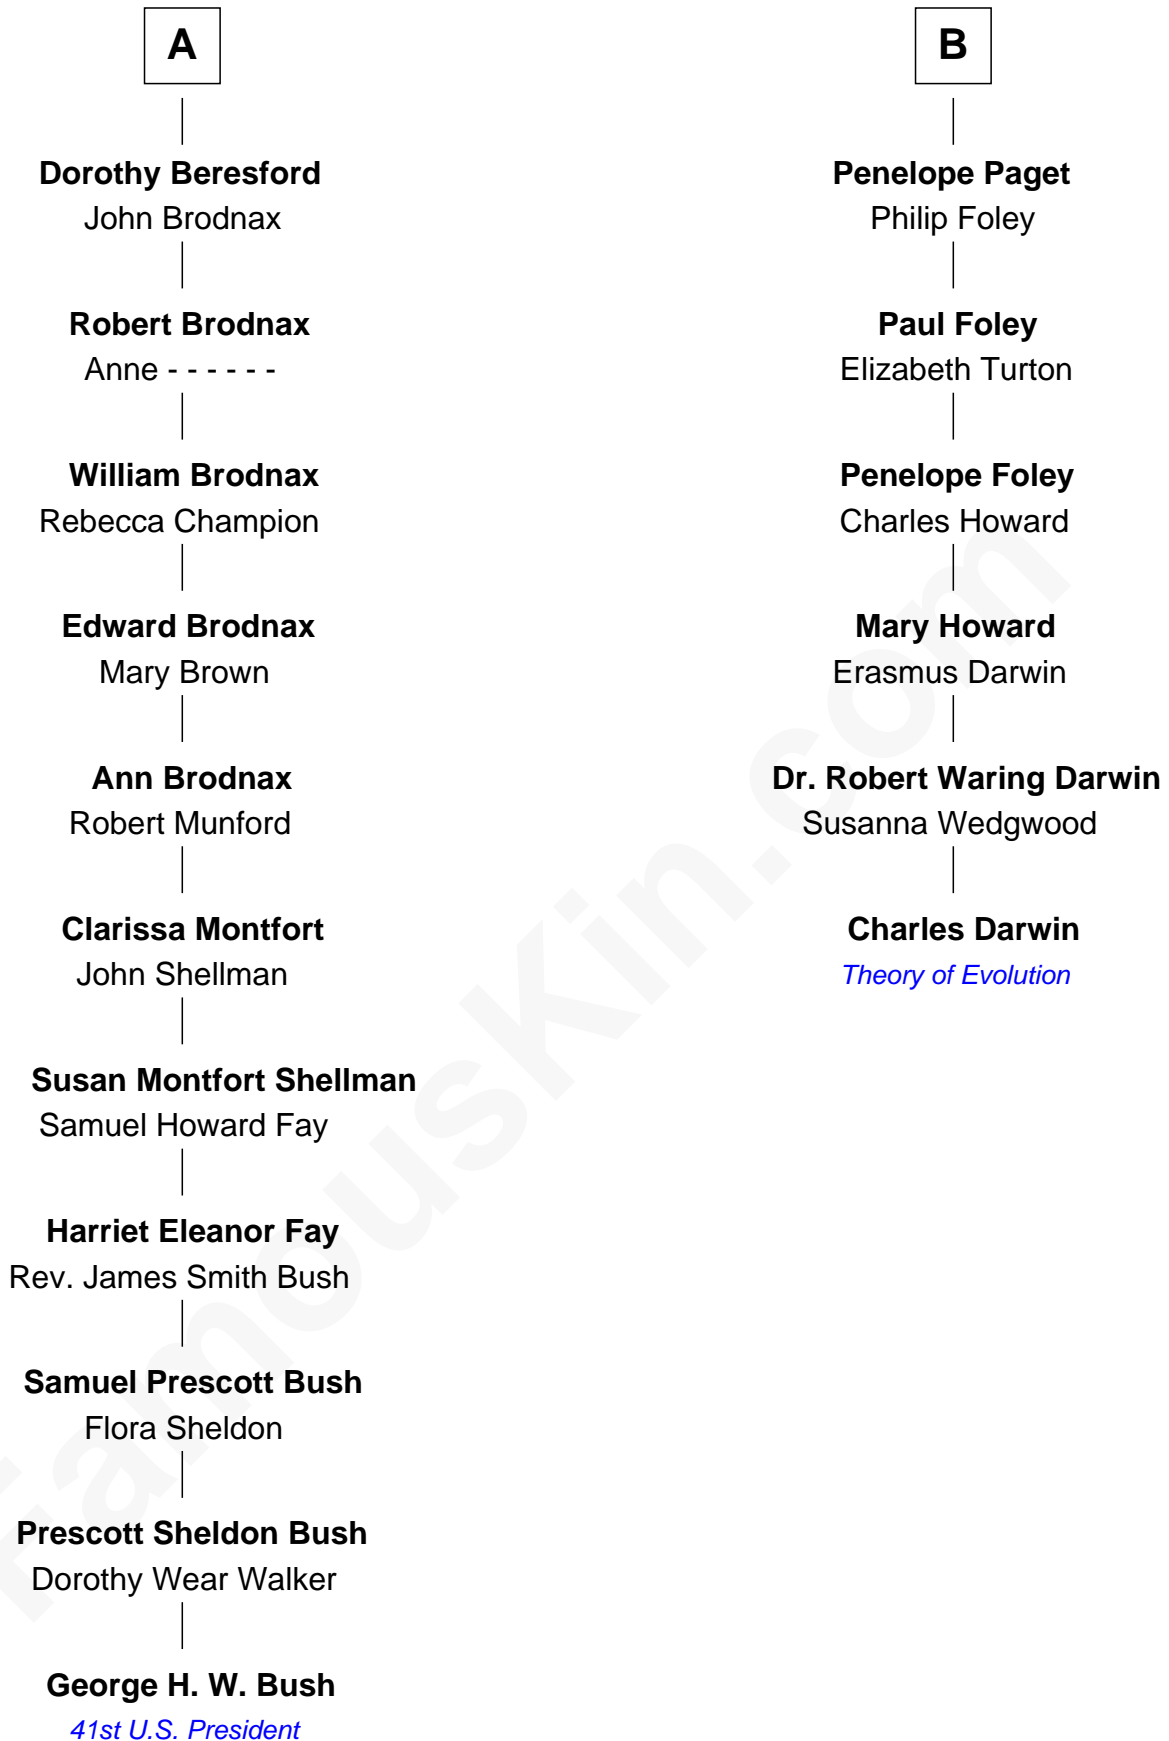 A
Dorothy Beresford
John Brodnax
Robert Brodnax
Anne - - - - - -
William Brodnax
Rebecca Champion
Edward Brodnax
Mary Brown
Ann Brodnax
Robert Munford
Clarissa Montfort
John Shellman
Susan Montfort Shellman
Samuel Howard Fay
Harriet Eleanor Fay
Rev. James Smith Bush
Samuel Prescott Bush
Flora Sheldon
Prescott Sheldon Bush
Dorothy Wear Walker
George H. W. Bush
41st U.S. President
B
Penelope Paget
Philip Foley
Paul Foley
Elizabeth Turton
Penelope Foley
Charles Howard
Mary Howard
Erasmus Darwin
Dr. Robert Waring Darwin
Susanna Wedgwood
Charles Darwin
Theory of Evolution
FamousKin.com